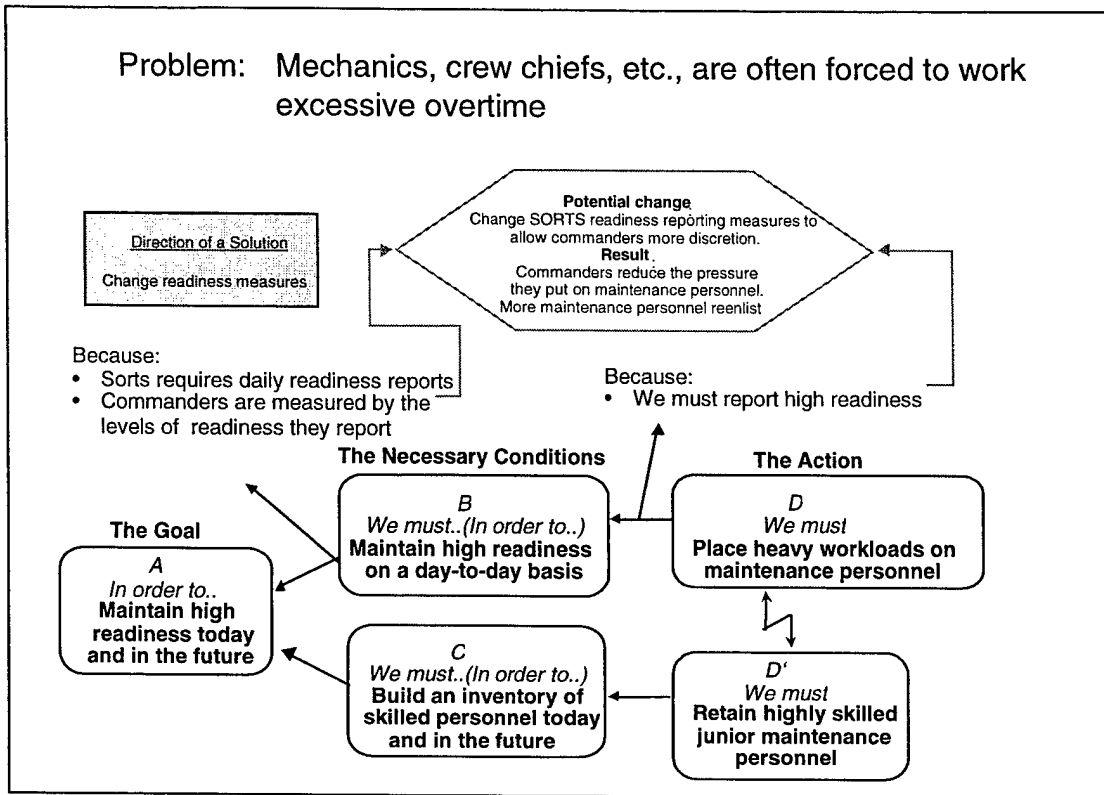 Problem: Mechanics, crew chiefs, etc., are often forced to work
excessive overtime
Direction of a Solution
Change readiness measures
Potential change
Change SORTS readiness reporting measures to
allow commanders more discretion.
Result
Commanders reduce the pressure
they put on maintenance personnel.
More maintenance personnel reenlist
Because:
• Sorts requires daily readiness reports
• Commanders are measured by the
levels of readiness they report
Because:
• We must report high readiness
The Necessary Conditions
The Action
B
We must..(In order to..)
Maintain high readiness
on a day-to-day basis
D
We must
Place heavy workloads on
maintenance personnel
The Goal
A
In order to..
Maintain high
readiness today
and in the future
C
We must..(In order to..)
Build an inventory of
skilled personnel today
and in the future
D'
We must
Retain highly skilled
junior maintenance
personnel